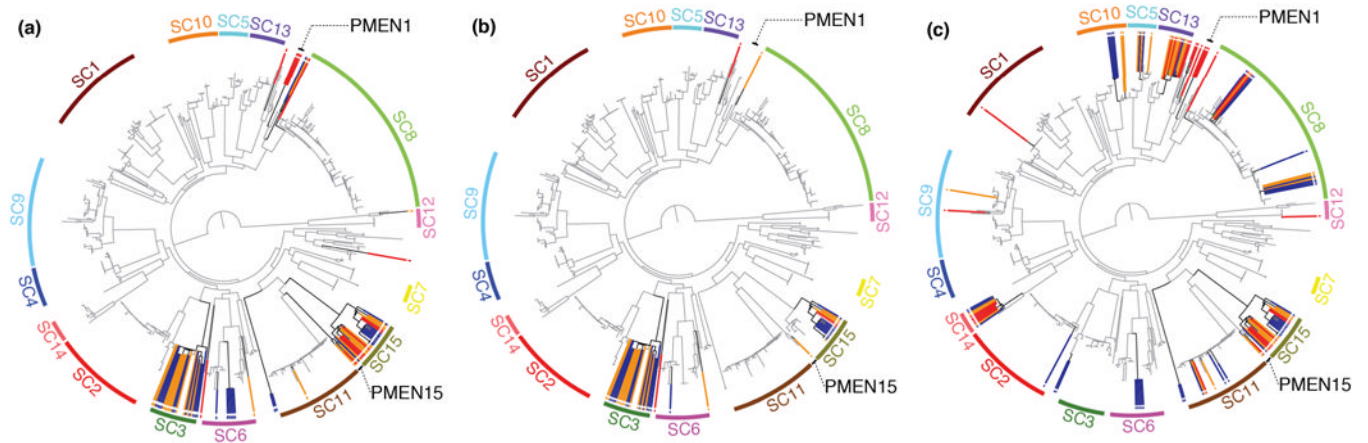 (a)
SC10
SC5
SC13
PMEN1
SC8
SC12
SC7
SC15
PMEN15
SC11
SC6
SC3
SC2
SC14
SC4
SC9
SC1
(b)
SC10
SC5
SC13
PMEN1
SC8
SC12
SC7
SC15
PMEN15
SC11
SC6
SC3
SC2
SC14
SC4
SC9
SC1
(c)
SC10
SC5
SC13
PMEN1
SC8
SC12
SC7
SC15
PMEN15
SC11
SC6
SC3
SC2
SC14
SC4
SC9
SC1